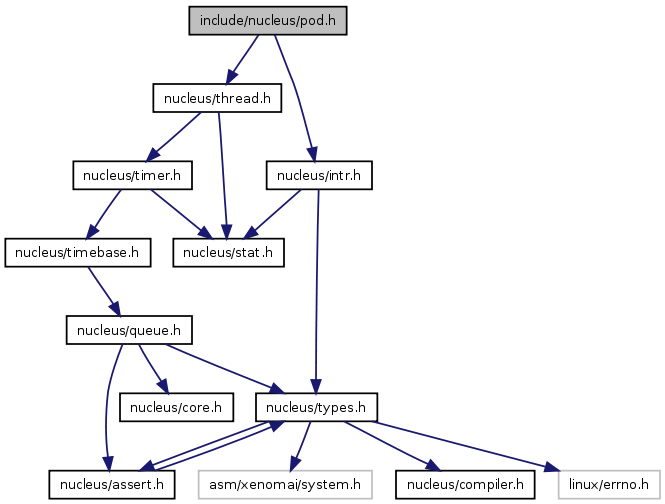 include/nucleus/pod.h
nucleus/thread.h
nucleus/timer.h
nucleus/intr.h
nucleus/timebase.h
nucleus/stat.h
nucleus/queue.h
nucleus/core.h
nucleus/types.h
nucleus/assert.h
asm/xenomai/system.h
nucleus/compiler.h
linux/errno.h